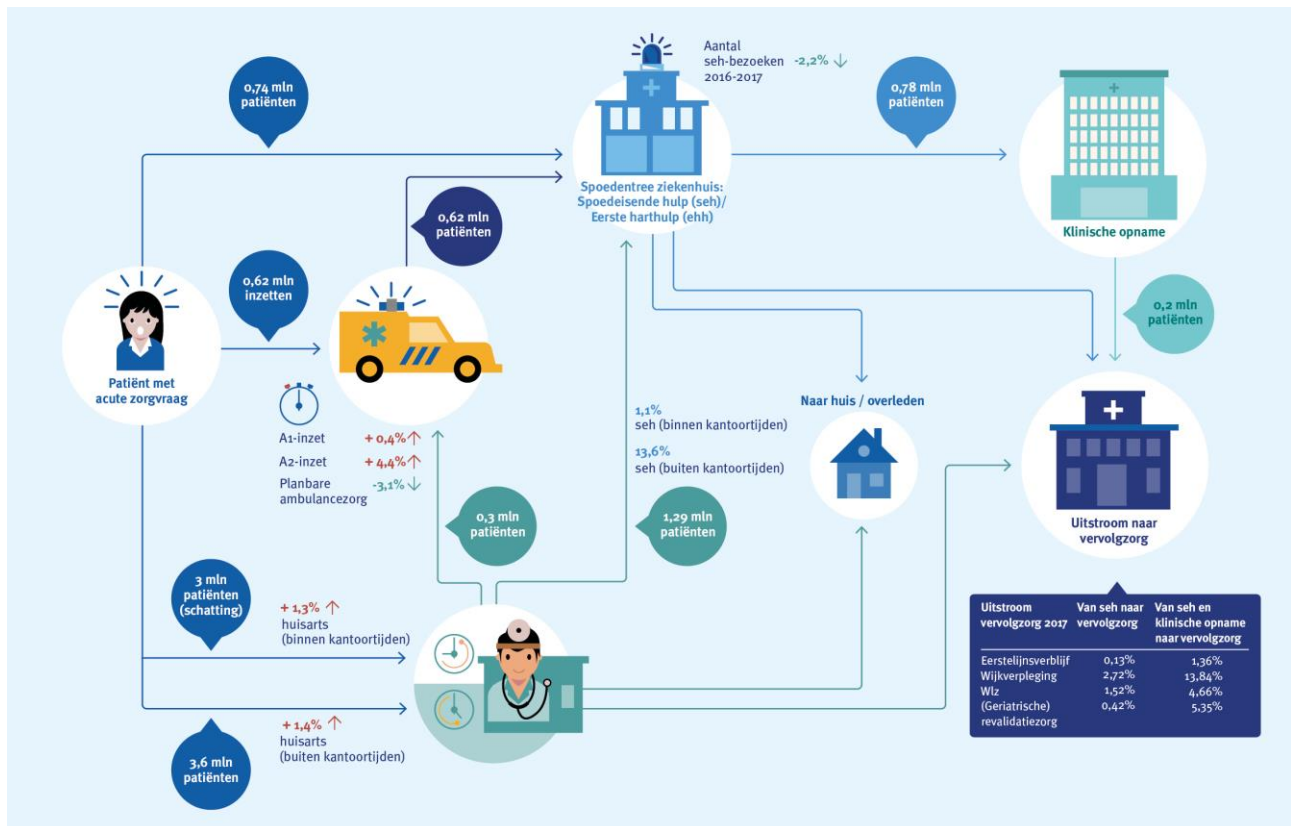 0,74 mln
patiënten
Aantal
seh-bezoeken -2,2% ↓
2016-2017
0,78 mln
patiënten
Spoedentree ziekenhuis:
Spoedeisende hulp (seh)/
Eerste harthulp (ehh)
Klinische opname
0,62 mln
patiënten
0,62 mln
inzetten
0,2 mln
patiënten
Patiënt met
acute zorgvraag
A1-inzet + 0,4% ↑
A2-inzet + 4,4% ↑
Planbare -3,1% ↓
ambulancezorg
1,1%
seh (binnen kantoortijden)
13,6%
seh (buiten kantoortijden)
Naar huis / overleden
Uitstroom naar
vervolgzorg
0,3 mln
patiënten
1,29 mln
patiënten
3 mln
patiënten
(schatting)
+ 1,3% ↑
huisarts
(binnen kantoortijden)
+ 1,4% ↑
huisarts
(buiten kantoortijden)
3,6 mln
patiënten
Uitstroom Van seh naar Van seh en
vervolgzorg 2017 vervolgzorg klinische opname
naar vervolgzorg
Eerstelijnsverblijf 0,13% 1,36%
Wijkverpleging 2,72% 13,84%
Wlz 1,52% 4,66%
(Geriatrische) 0,42% 5,35%
revalidatiezorg